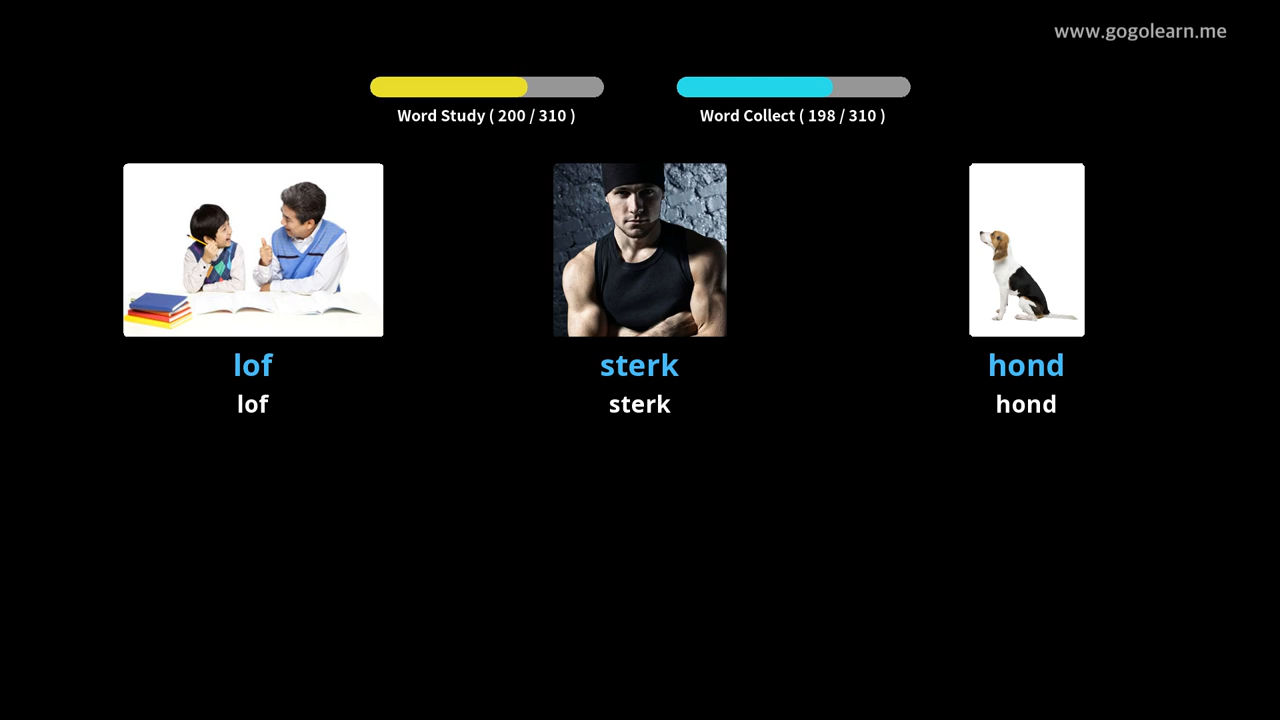 www.gogolearn.me
Word Study ( 200 / 310 )
Word Collect ( 198 / 310 )
lof
sterk
hond
lof
sterk
hond